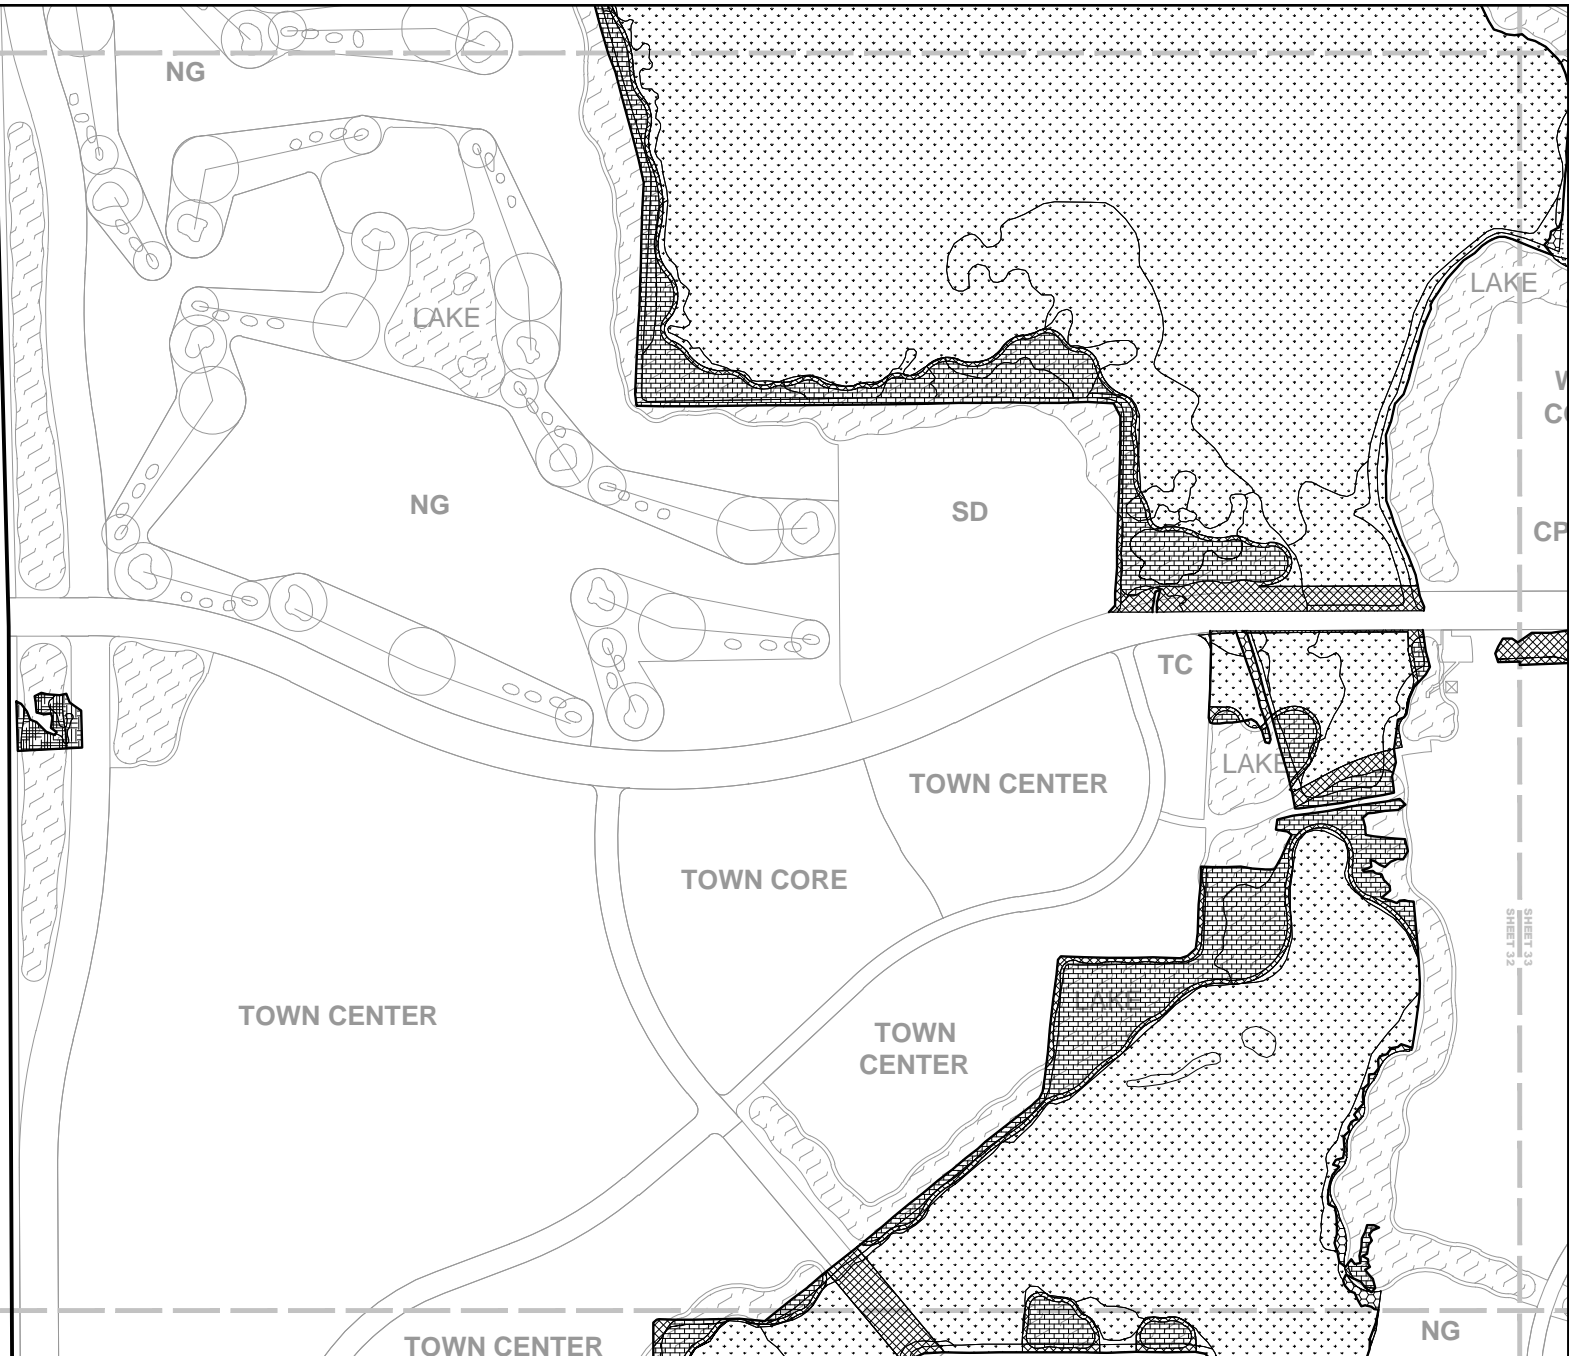 NG
LAKE
LAKE
NG
SD
CP
TC
LAKE
TOWN CENTER
TOWN CORE
SHEET 33
SHEET 32
LAKE
TOWN CENTER
TOWN
CENTER
NG
TOWN CENTER